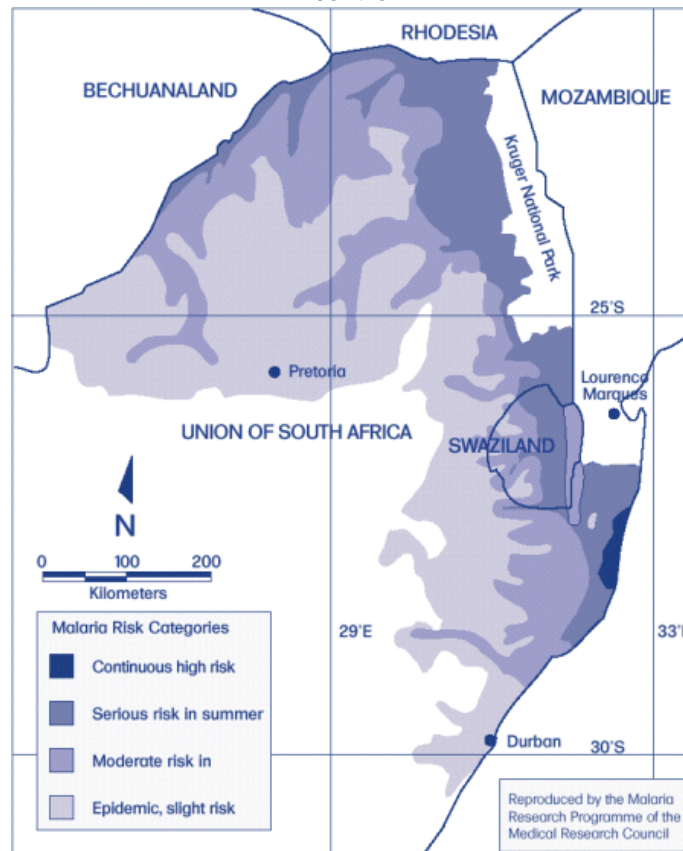 RHODESIA
BECHUANALAND
MOZAMBIQUE
Kruger National Park
25°S
Pretoria
Lourenco
Marques
UNION OF SOUTH AFRICA
SWAZILAND
N
0 100 200
Kilometers
29°E
33°
Malaria Risk Categories
Continuous high risk
Serious risk in summer
Moderate risk in
Epidemic, slight risk
Durban
30°S
Reproduced by the Malaria
Research Programme of the
Medical Research Council